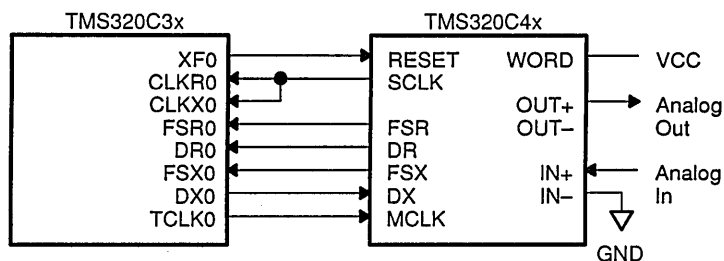 TMS320C3x TMS320C4x
XF0 RESET WORD VCC
CLKR0 SCLK
CLKX0 OUT+ Analog
FSR0 FSR OUT– Out
DR0 DR
FSX0 FSX IN+ Analog
DX0 DX IN– In
TCLK0 MCLK
GND